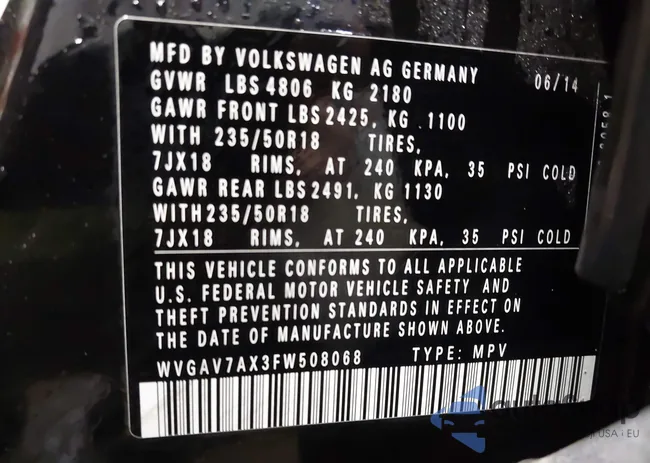 MFD BY VOLKSWAGEN AG GERMANY 06/14
GVWR LBS 4806 KG 2180
GAWR FRONT LBS 2425, KG 1100
WITH 235/50R18 TIRES,
7JX18 RIMS, AT 240 KPA, 35 PSI COLD
GAWR REAR LBS 2491, KG 1130
WITH 235/50R18 TIRES,
7JX18 RIMS, AT 240 KPA, 35 PSI COLD
THIS VEHICLE CONFORMS TO ALL APPLICABLE
U.S. FEDERAL MOTOR VEHICLE SAFETY AND
THEFT PREVENTION STANDARDS IN EFFECT ON
THE DATE OF MANUFACTURE SHOWN ABOVE.
WVGAV7AX3FW508068 TYPE: MPV
USA · EU